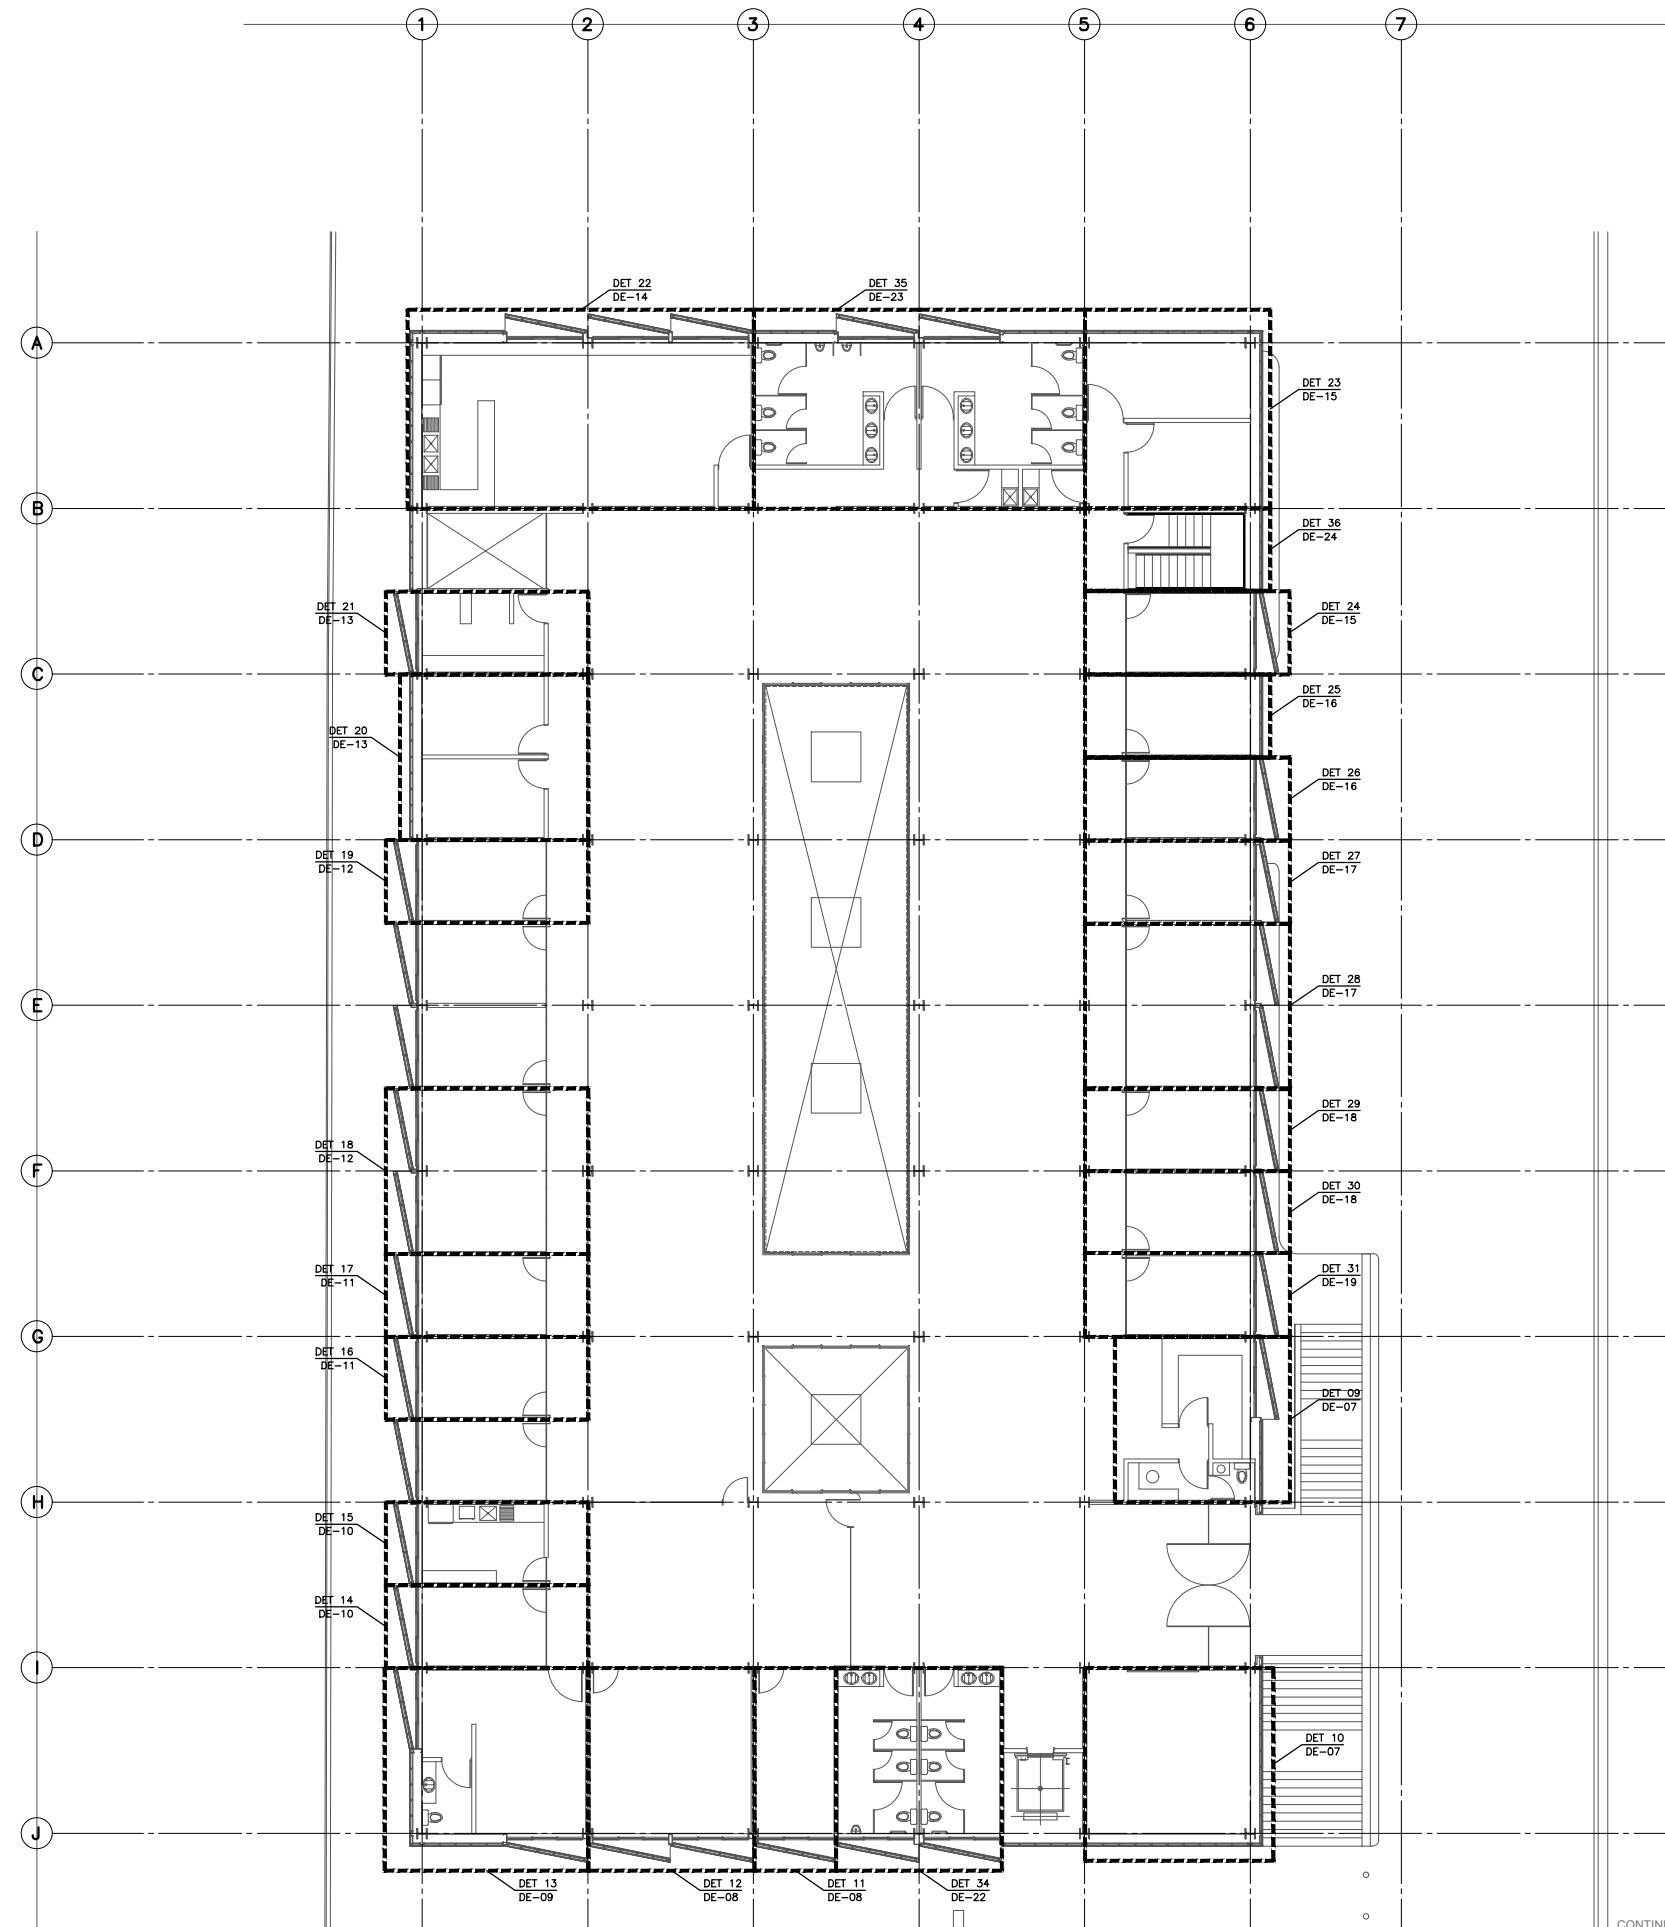 1 2 3 4 5 6 7
DET 22
DE-14
DET 35
DE-23
A
DET 23
DE-15
B
DET 36
DE-24
DET 21
DE-13
DET 24
DE-15
C
DET 25
DE-16
DET 20
DE-13
DET 26
DE-16
D
DET 19
DE-12
DET 27
DE-17
DET 28
DE-17
E
DET 29
DE-18
DET 18
DE-12
F
DET 30
DE-18
DET 17
DE-11
DET 31
DE-19
G
DET 16
DE-11
DET 09
DE-07
H
DET 15
DE-10
DET 14
DE-10
I
DET 10
DE-07
J
DET 13
DE-09
DET 12
DE-08
DET 11
DE-08
DET 34
DE-22
CONTIN